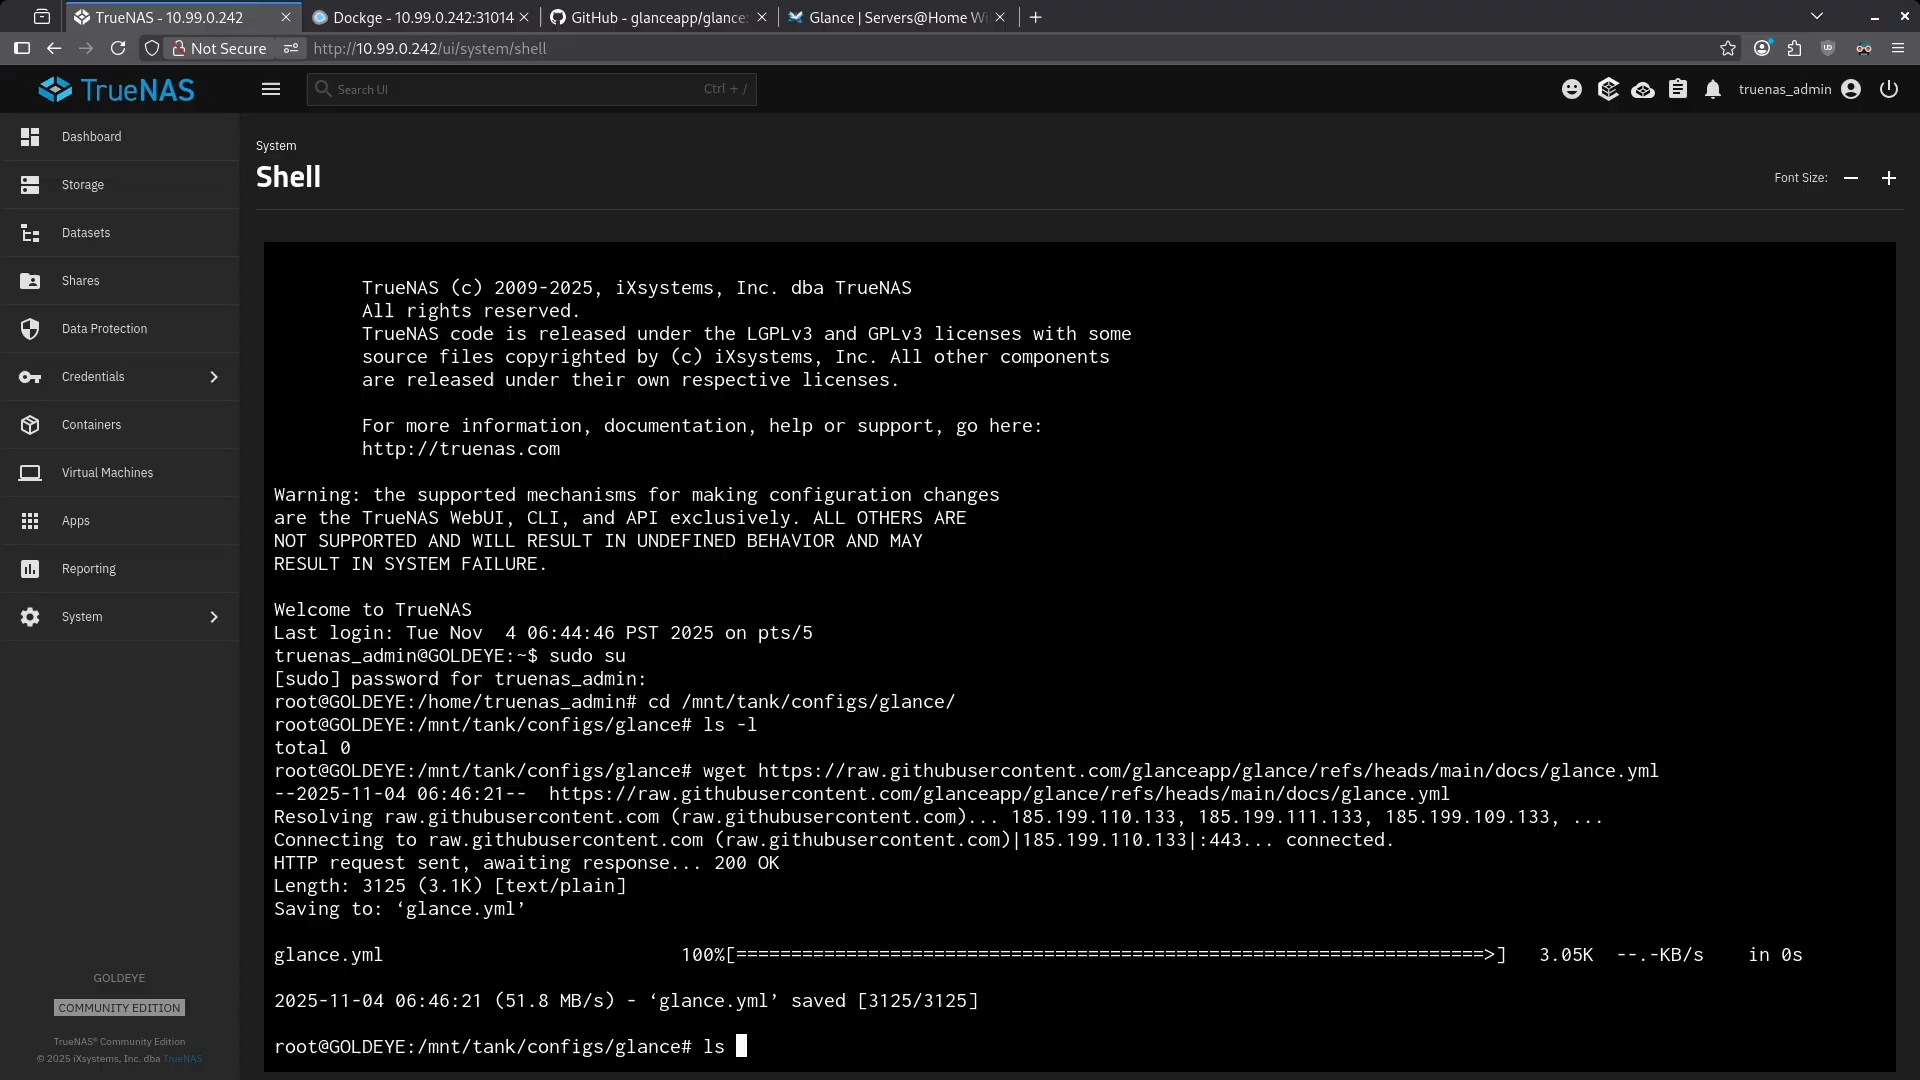 TrueNAS - 10.99.0.242
Dockge - 10.99.0.242:31014
GitHub - glanceapp/glance:
Glance | Servers@Home Wi
Not Secure
http://10.99.0.242/ui/system/shell
TrueNAS
Search UI
Ctrl + /
truenas_admin
Dashboard
Storage
Datasets
Shares
Data Protection
Credentials
Containers
Virtual Machines
Apps
Reporting
System
GOLDEYE
COMMUNITY EDITION
TrueNAS® Community Edition
© 2025 iXsystems, Inc. dba TrueNAS
System
Shell
Font Size:
TrueNAS (c) 2009-2025, iXsystems, Inc. dba TrueNAS
All rights reserved.
TrueNAS code is released under the LGPLv3 and GPLv3 licenses with some
source files copyrighted by (c) iXsystems, Inc. All other components
are released under their own respective licenses.
For more information, documentation, help or support, go here:
http://truenas.com
Warning: the supported mechanisms for making configuration changes
are the TrueNAS WebUI, CLI, and API exclusively. ALL OTHERS ARE
NOT SUPPORTED AND WILL RESULT IN UNDEFINED BEHAVIOR AND MAY
RESULT IN SYSTEM FAILURE.
Welcome to TrueNAS
Last login: Tue Nov  4 06:44:46 PST 2025 on pts/5
truenas_admin@GOLDEYE:~$ sudo su
[sudo] password for truenas_admin:
root@GOLDEYE:/home/truenas_admin# cd /mnt/tank/configs/glance/
root@GOLDEYE:/mnt/tank/configs/glance# ls -l
total 0
root@GOLDEYE:/mnt/tank/configs/glance# wget https://raw.githubusercontent.com/glanceapp/glance/refs/heads/main/docs/glance.yml
--2025-11-04 06:46:21--  https://raw.githubusercontent.com/glanceapp/glance/refs/heads/main/docs/glance.yml
Resolving raw.githubusercontent.com (raw.githubusercontent.com)... 185.199.110.133, 185.199.111.133, 185.199.109.133, ...
Connecting to raw.githubusercontent.com (raw.githubusercontent.com)|185.199.110.133|:443... connected.
HTTP request sent, awaiting response... 200 OK
Length: 3125 (3.1K) [text/plain]
Saving to: ‘glance.yml’
glance.yml 100%[====================================================================>] 3.05K --.-KB/s in 0s
2025-11-04 06:46:21 (51.8 MB/s) - ‘glance.yml’ saved [3125/3125]
root@GOLDEYE:/mnt/tank/configs/glance# ls